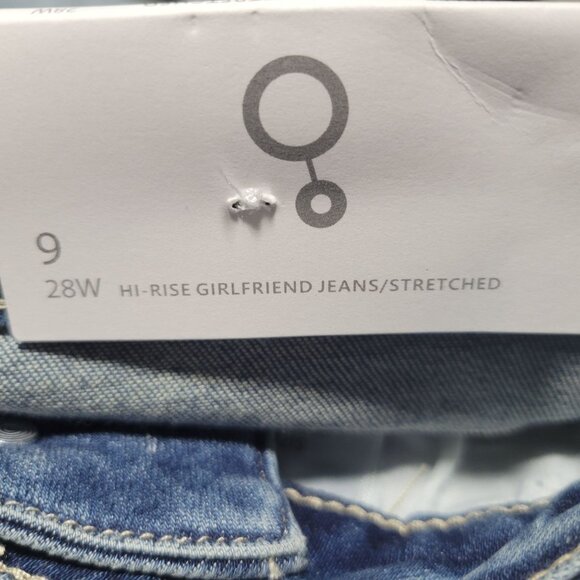 9
28W HI-RISE GIRLFRIEND JEANS/STRETCHED